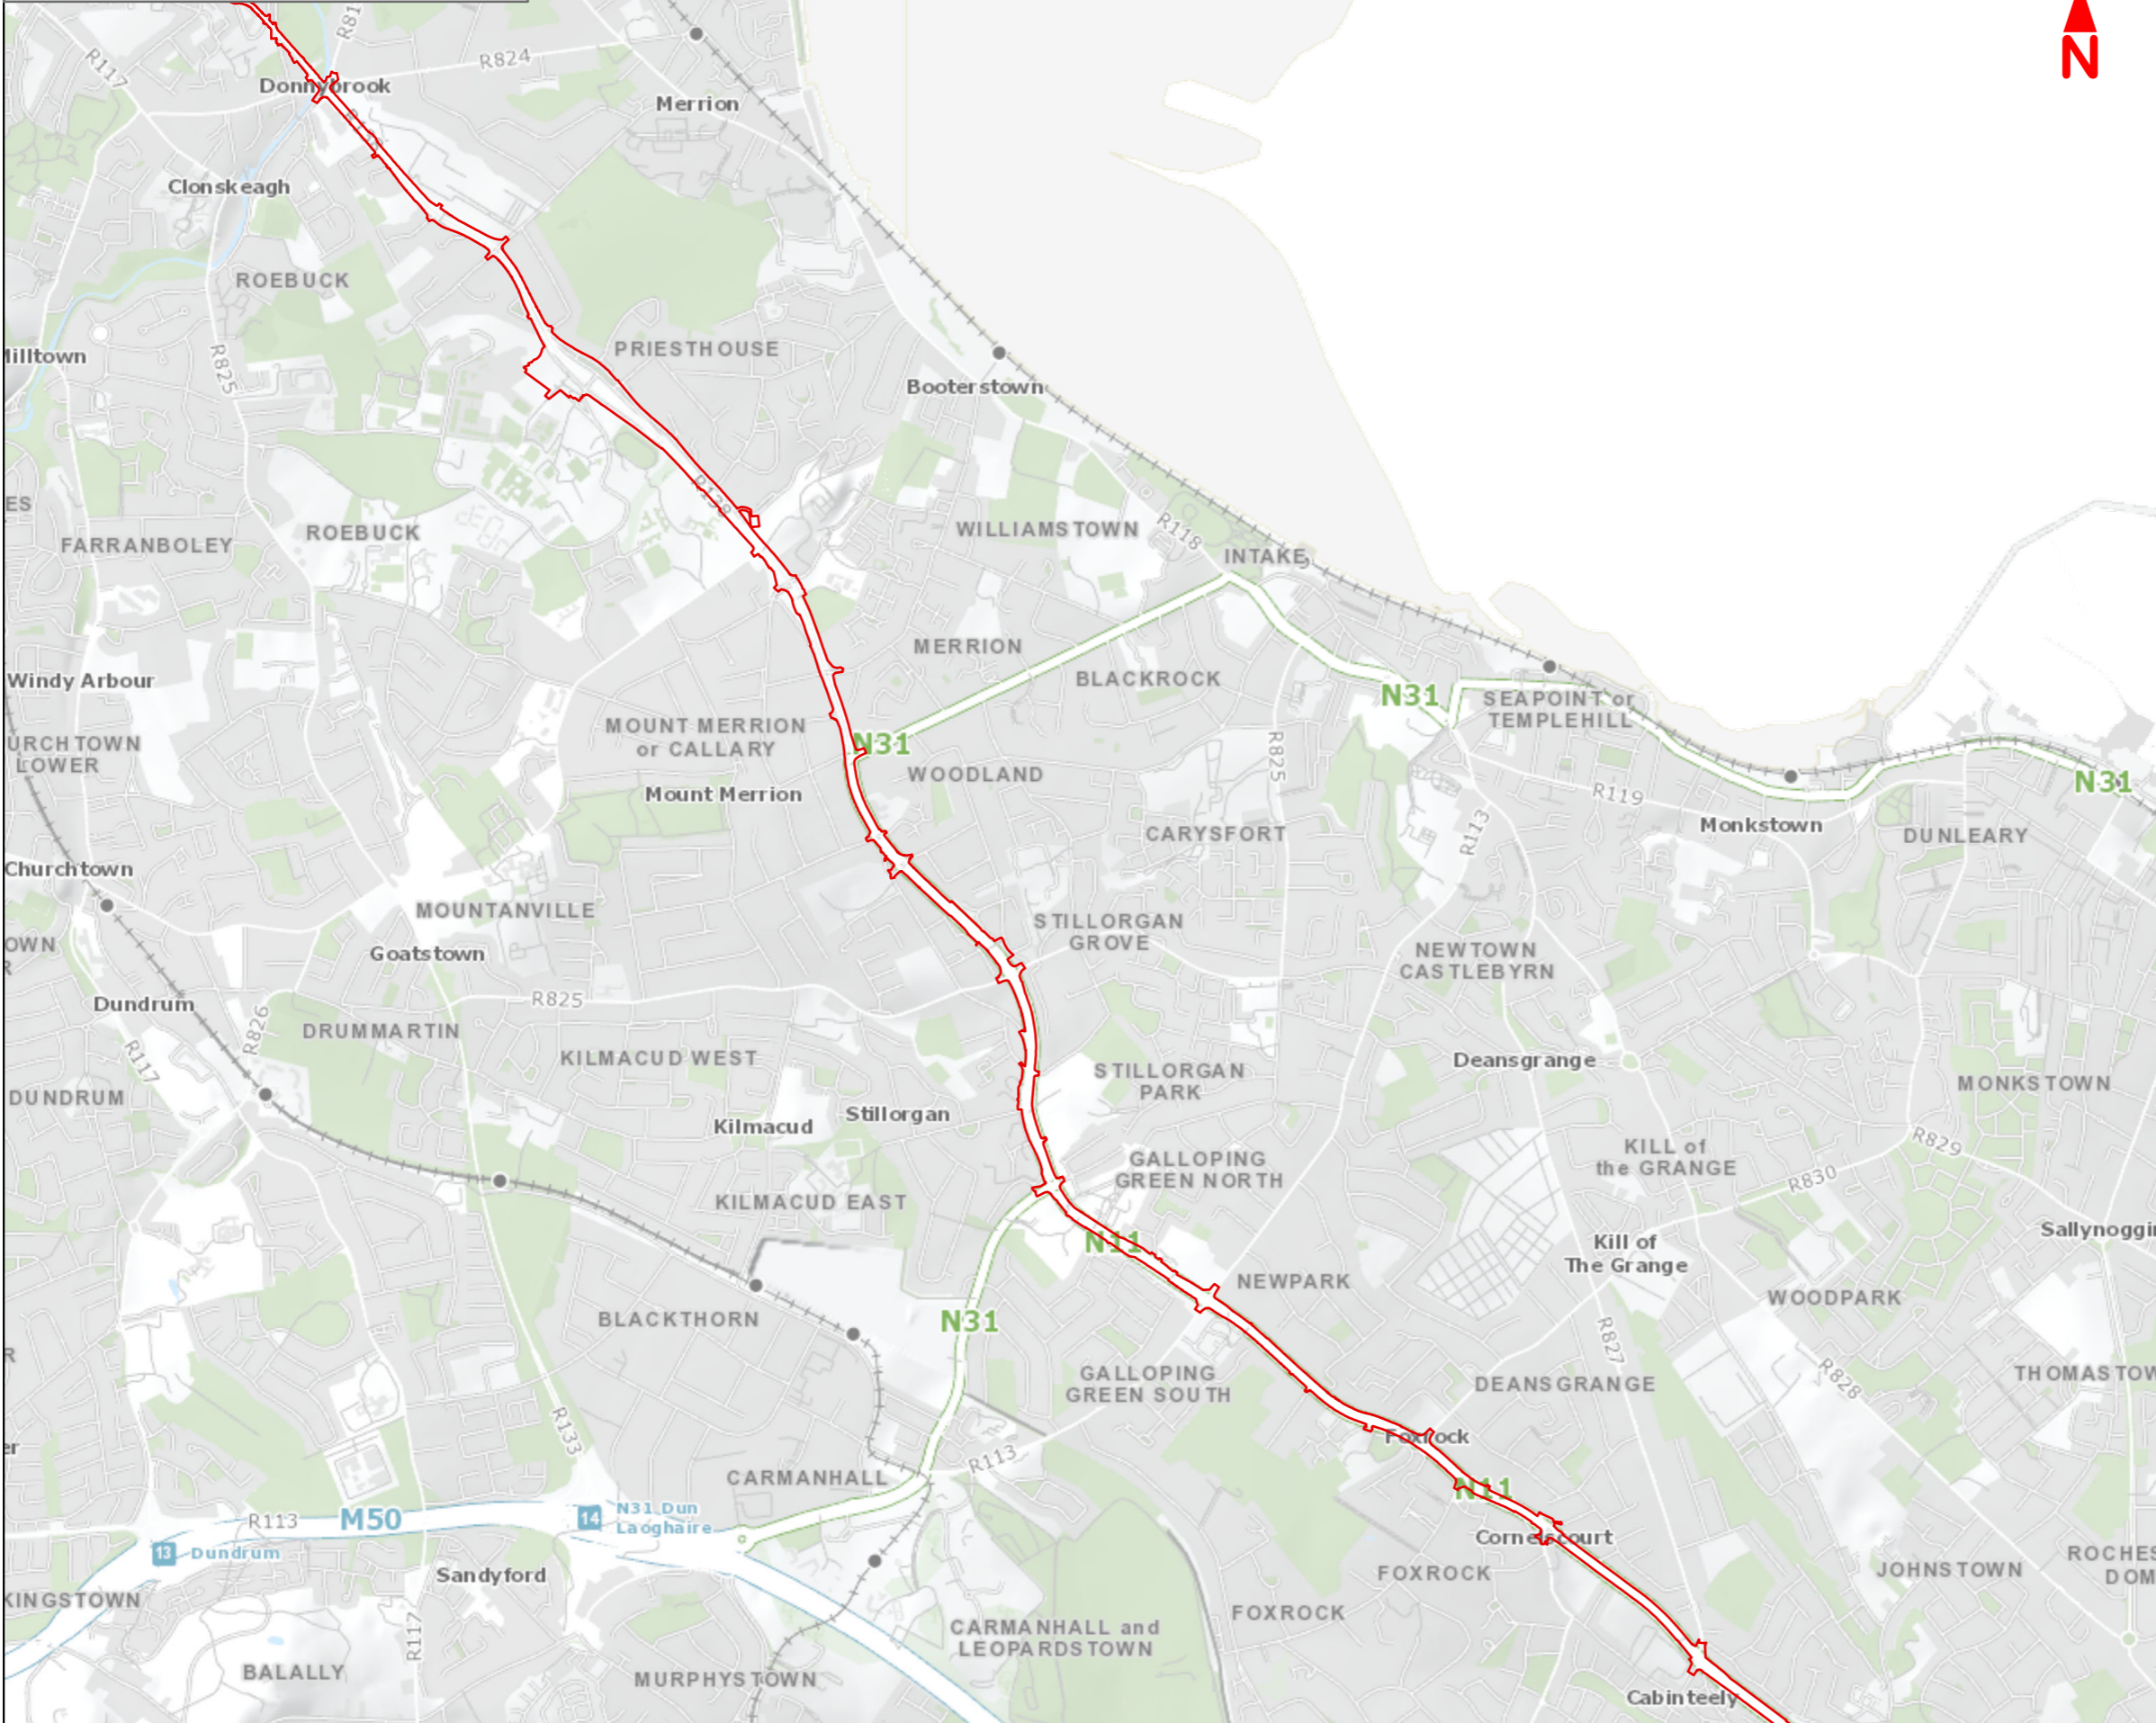 R81
R117
R824
N
Donnybrook
Merrion
Clonskeagh
ROEBUCK
PRIESTHOUSE
Milltown
R825
Booterstown
R138
ES
WILLIAMSTOWN
R118
ROEBUCK
FARRANBOLEY
INTAKE
MERRION
BLACKROCK
Windy Arbour
N31
SEAPOINT or
TEMPLEHILL
MOUNT MERRION
or CALLARY
N31
URCHTOWN
LOWER
R825
WOODLAND
N31
Mount Merrion
R119
Monkstown
CARYSFORT
R113
DUNLEARY
Churchtown
MOUNTANVILLE
STILLORGAN
GROVE
OWN
R
Goatstown
NEWTOWN
CASTLEBYRN
Dundrum
R825
R826
DRUMMARTIN
KILMACUD WEST
R117
Deansgrange
STILLORGAN
PARK
MONKSTOWN
DUNDRUM
Stillorgan
Kilmacud
R829
KILL of
the GRANGE
GALLOPING
GREEN NORTH
R830
KILMACUD EAST
Sallynoggin
N11
Kill of
The Grange
NEWPARK
WOODPARK
BLACKTHORN
N31
R827
R
GALLOPING
GREEN SOUTH
DEANSGRANGE
R828
THOMASTOW
R133
er
Foxrock
R113
CARMANHALL
N11
N31 Dun
Laoghaire
14
M50
R113
Cornelscourt
13
Dundrum
Sandyford
FOXROCK
JOHNSTOWN
ROCHES
DOM
KINGSTOWN
FOXROCK
R117
CARMANHALL and
LEOPARDSTOWN
BALALLY
MURPHYSTOWN
Cabinteely